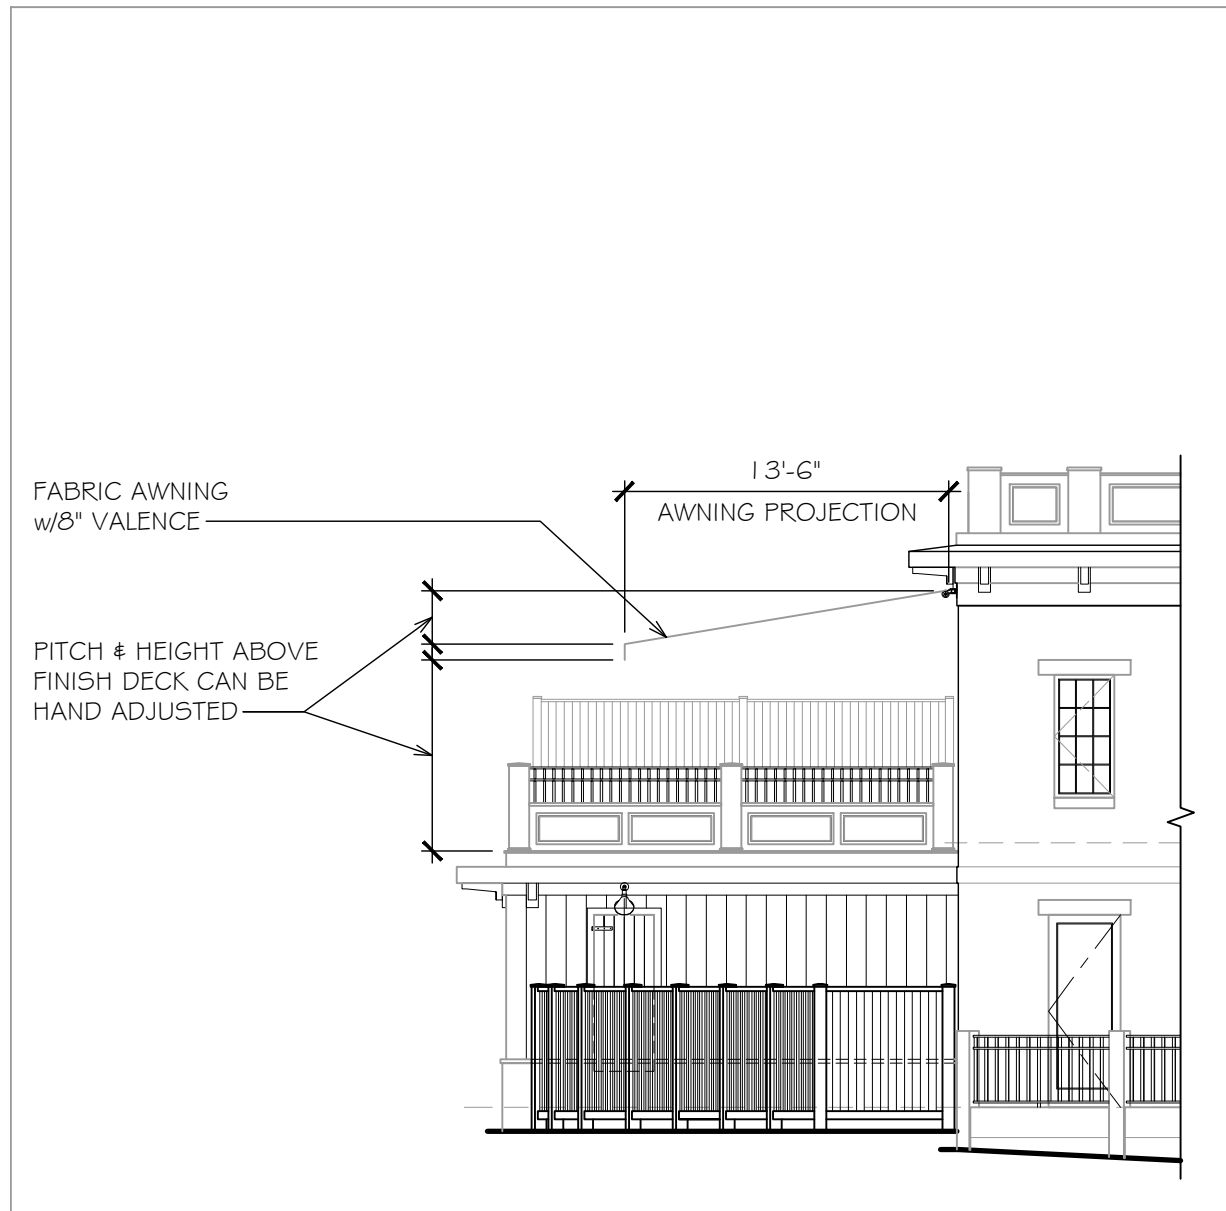 13'-6"
AWNING PROJECTION
FABRIC AWNING
w/8" VALENCE
PITCH & HEIGHT ABOVE
FINISH DECK CAN BE
HAND ADJUSTED